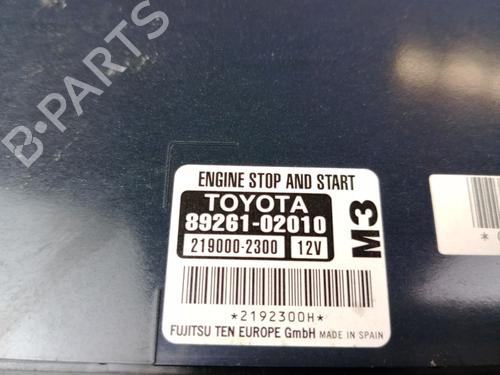 B-PARTS
ENGINE STOP AND START
TOYOTA
89261-02010
219000-2300 12V
M3
*2192300H*
FUJITSU TEN EUROPE GmbH MADE IN SPAIN